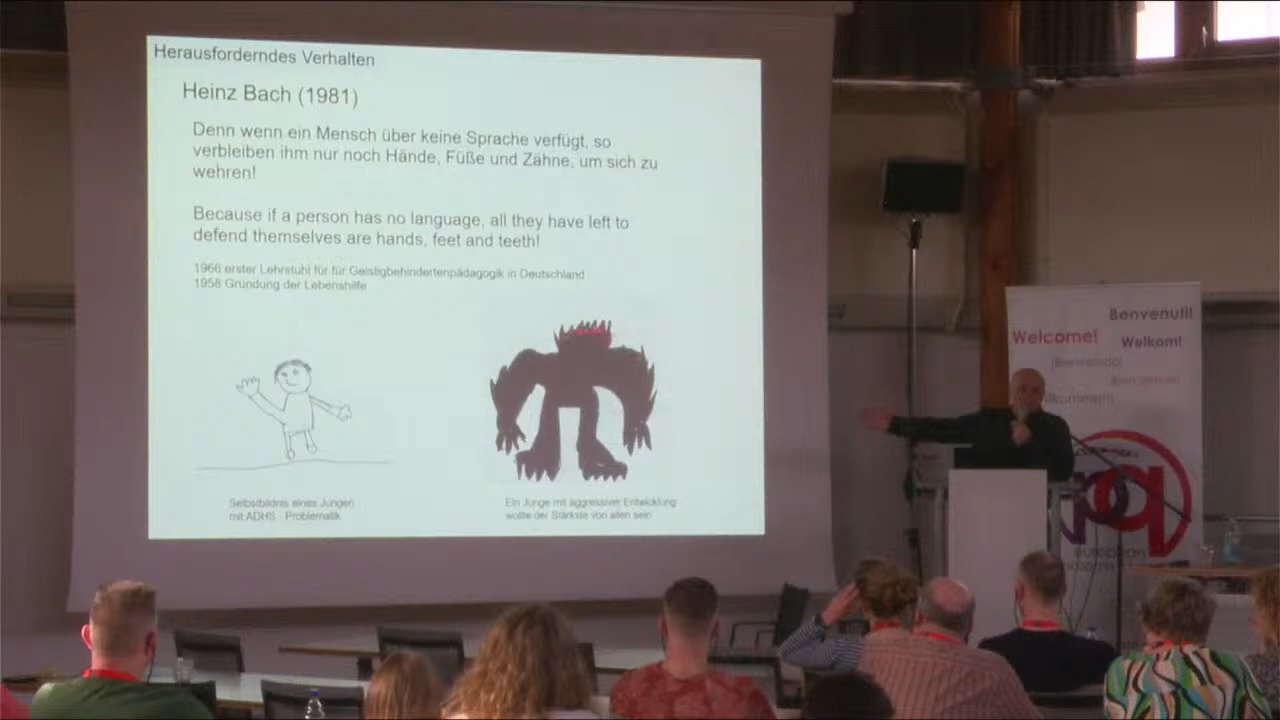 Herausforderndes Verhalten
Heinz Bach (1981)
Denn wenn ein Mensch über keine Sprache verfügt, so
verbleiben ihm nur noch Hände, Füße und Zähne, um sich zu
wehren!
Because if a person has no language, all they have left to
defend themselves are hands, feet and teeth!
1966 erster Lehrstuhl für für Geistigbehindertenpädagogik in Deutschland
1958 Gründung der Lebenshilfe
Selbstbildnis eines Jungen
mit ADHS - Problematik
Ein Junge mit aggressiver Entwicklung
wollte der Stärkste von allen sein
Benvenuti!
Welcome!
Welkom!
¡Bienvenido!
european